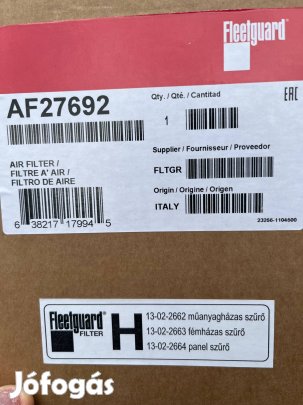 Fleetguard®
AF27692
Qty. / Qté. / Cantidad
EAC
1
AIR FILTER /
FILTRE A' AIR /
FILTRO DE AIRE
Supplier / Fournisseur / Proveedor
FLTGR
Origin / Origine / Origen
ITALY
6 38217 17994 5
23266-1104500
Fleetguard®
FILTER
H
13-02-2662 műanyagházas szűrő
13-02-2663 fémházas szűrő
13-02-2664 panel szűrő
Jófogás